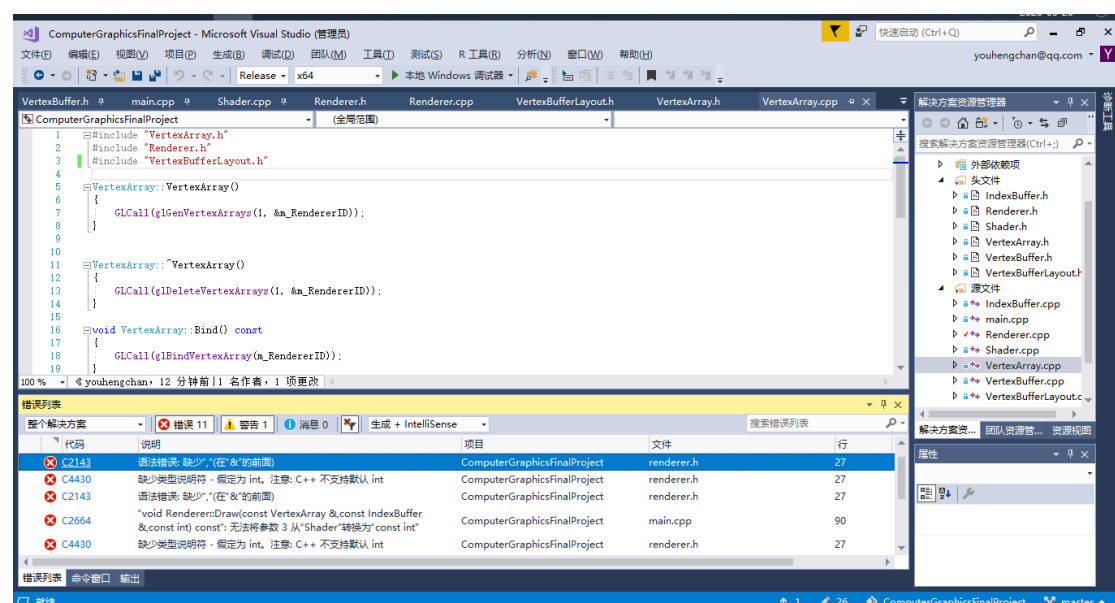 ComputerGraphicsFinalProject - Microsoft Visual Studio (管理员)
快速启动 (Ctrl+Q)
文件(F) 编辑(E) 视图(V) 项目(P) 生成(B) 调试(D) 团队(M) 工具(T) 测试(S) R 工具(R) 分析(N) 窗口(W) 帮助(H)
youhengchan@qq.com
Y
Release x64 本地 Windows 调试器
VertexBuffer.h main.cpp Shader.cpp Renderer.h Renderer.cpp VertexBufferLayout.h VertexArray.h VertexArray.cpp
ComputerGraphicsFinalProject (全局范围)
1 #include "VertexArray.h"
2 #include "Renderer.h"
3 #include "VertexBufferLayout.h"
4
5 VertexArray::VertexArray()
6 {
7 GLCall(glGenVertexArrays(1, &m_RendererID));
8 }
9
10
11 VertexArray::~VertexArray()
12 {
13 GLCall(glDeleteVertexArrays(1, &m_RendererID));
14 }
15
16 void VertexArray::Bind() const
17 {
18 GLCall(glBindVertexArray(m_RendererID));
19 }
100 % youhengchan，12 分钟前|1 名作者，1 项更改
解决方案资源管理器
搜索解决方案资源管理器(Ctrl+;)
外部依赖项
头文件
IndexBuffer.h
Renderer.h
Shader.h
VertexArray.h
VertexBuffer.h
VertexBufferLayout.h
源文件
IndexBuffer.cpp
main.cpp
Renderer.cpp
Shader.cpp
VertexArray.cpp
VertexBuffer.cpp
VertexBufferLayout.c
解决方案资... 团队资源管... 资源视图
属性
诊断工具
错误列表
整个解决方案 错误 11 警告 1 消息 0 生成 + IntelliSense 搜索错误列表
代码 说明 项目 文件 行
C2143 语法错误: 缺少","(在"&"的前面) ComputerGraphicsFinalProject renderer.h 27
C4430 缺少类型说明符 - 假定为 int。注意: C++ 不支持默认 int ComputerGraphicsFinalProject renderer.h 27
C2143 语法错误: 缺少","(在"&"的前面) ComputerGraphicsFinalProject renderer.h 27
C2664 "void Renderer::Draw(const VertexArray &,const IndexBuffer
&,const int) const": 无法将参数 3 从"Shader"转换为"const int" ComputerGraphicsFinalProject main.cpp 90
C4430 缺少类型说明符 - 假定为 int。注意: C++ 不支持默认 int ComputerGraphicsFinalProject renderer.h 27
错误列表 命令窗口 输出
就绪 1 26 ComputerGraphicsFinalProject master